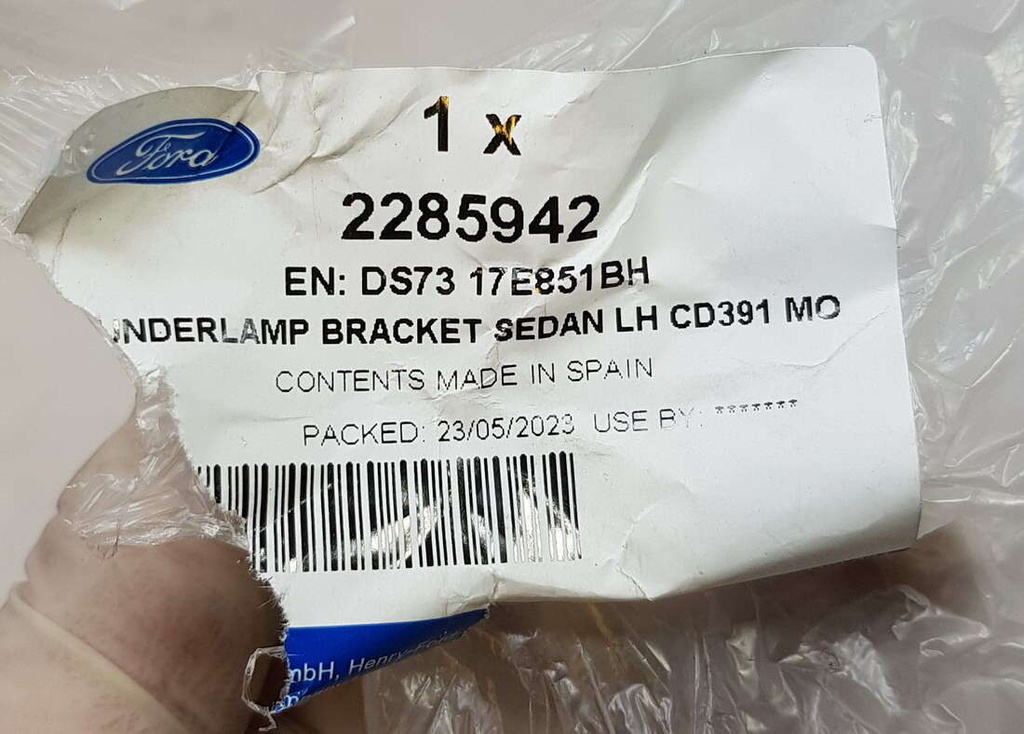 Ford
1 x
2285942
EN: DS73 17E851BH
UNDERLAMP BRACKET SEDAN LH CD391 MO
CONTENTS MADE IN SPAIN
PACKED: 23/05/2023 USE BY: *******
mbH, Henry-Ford